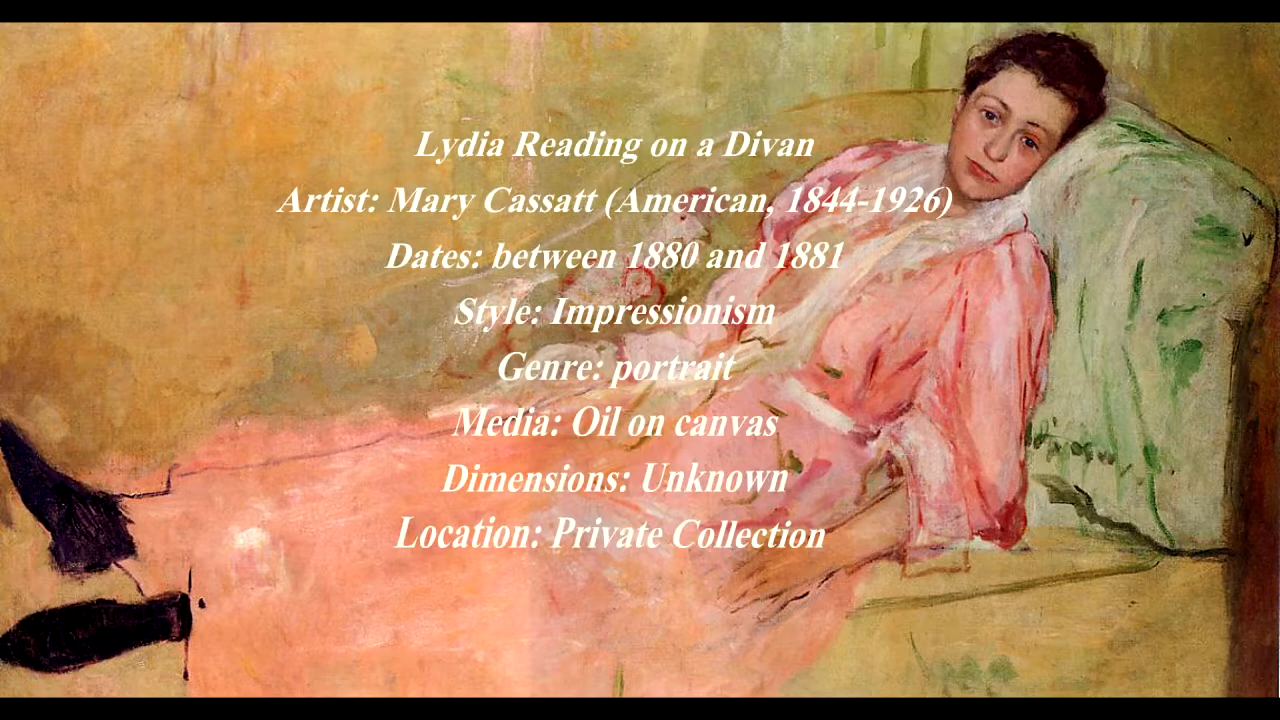 Lydia Reading on a Divan
Artist: Mary Cassatt (American, 1844-1926)
Dates: between 1880 and 1881
Style: Impressionism
Genre: portrait
Media: Oil on canvas
Dimensions: Unknown
Location: Private Collection